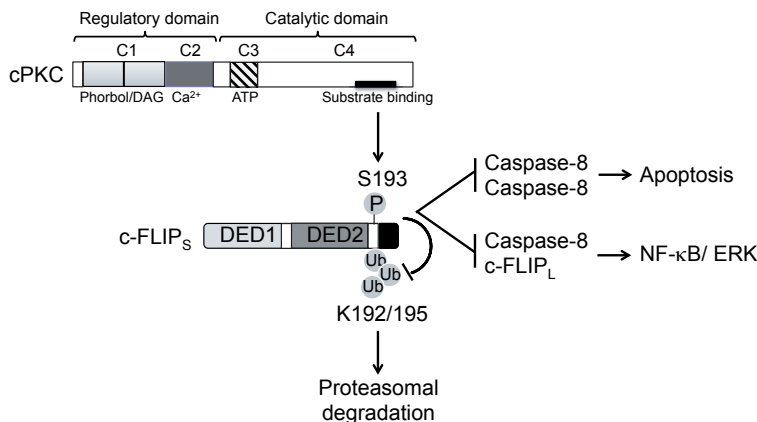 Regulatory domain Catalytic domain
C1 C2 C3 C4
cPKC
Phorbol/DAG Ca²⁺ ATP Substrate binding
S193
P
Caspase-8
Caspase-8
Apoptosis
c-FLIPS DED1 DED2
Caspase-8
c-FLIPL
NF-κB/ ERK
Ub
Ub
Ub
K192/195
Proteasomal
degradation